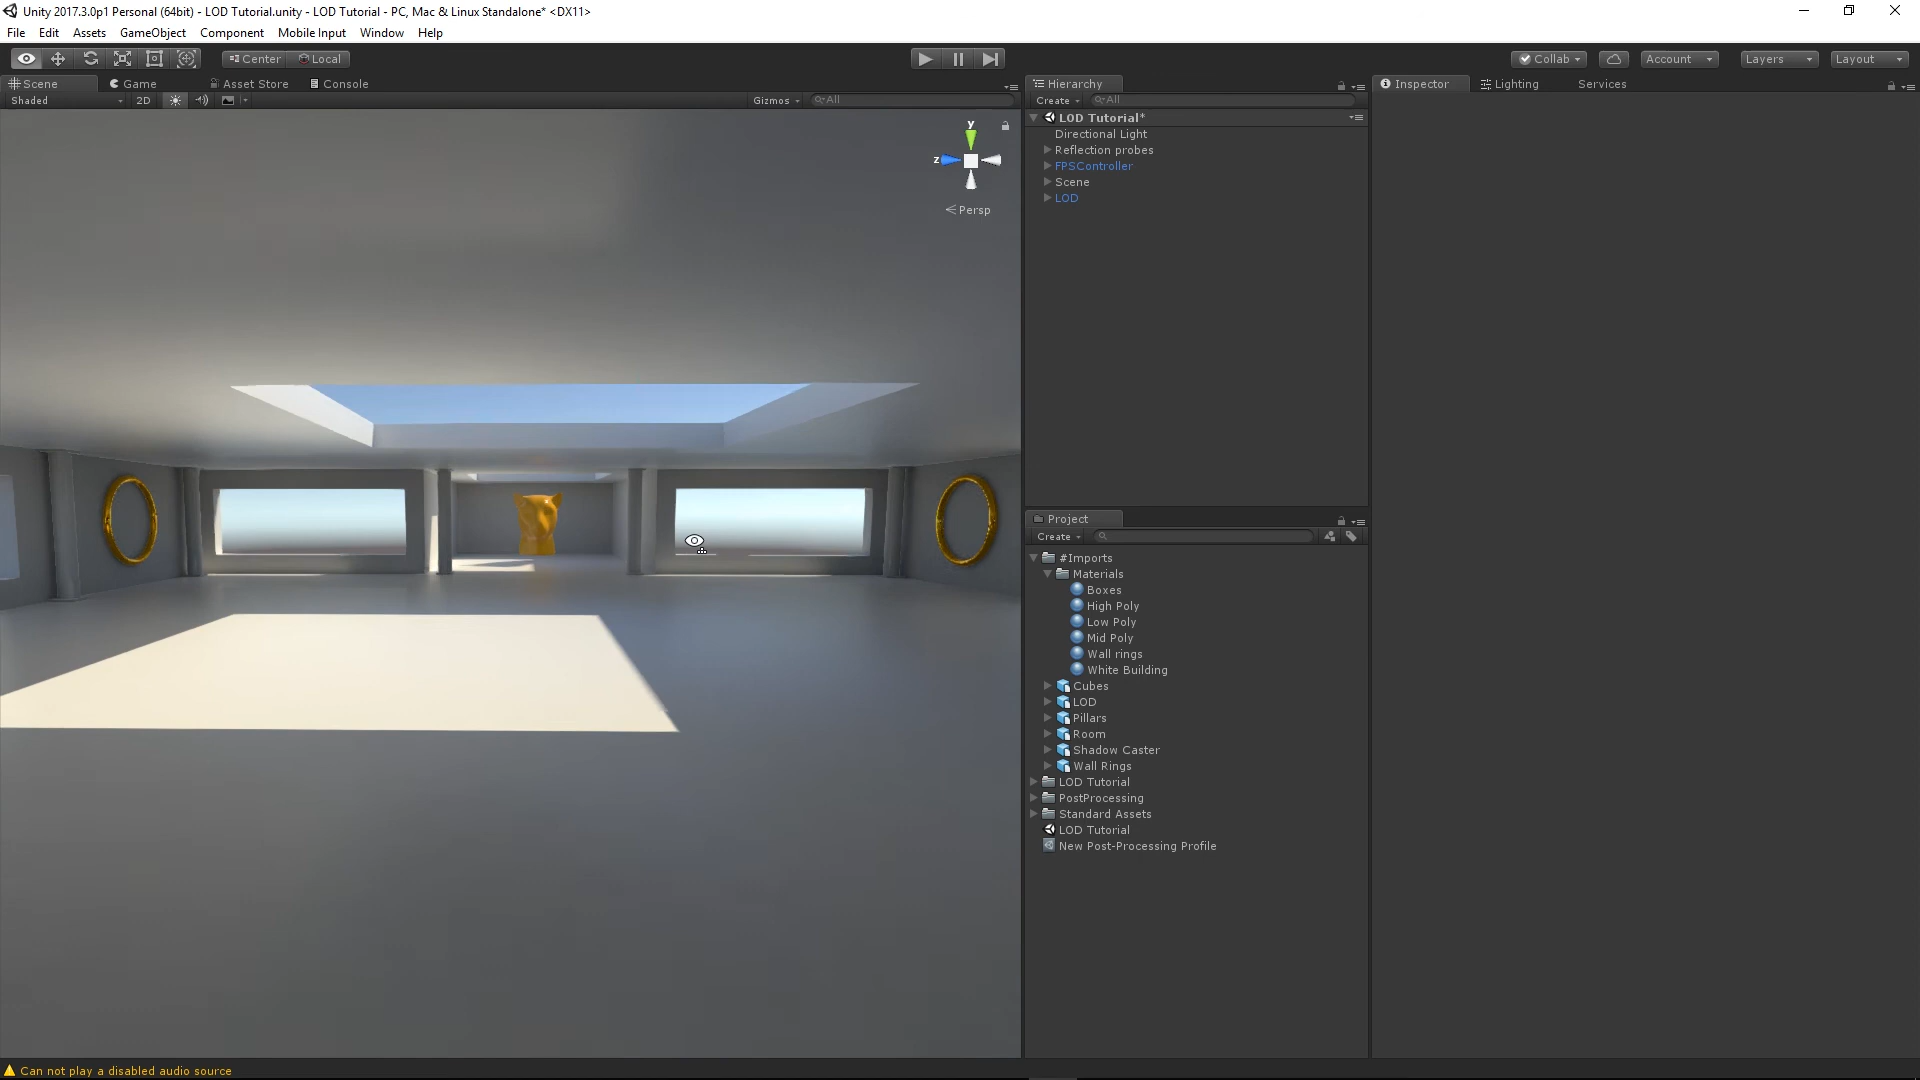 Unity 2017.3.0p1 Personal (64bit) - LOD Tutorial.unity - LOD Tutorial - PC, Mac & Linux Standalone* <DX11>
File Edit Assets GameObject Component Mobile Input Window Help
Center Local Collab Account Layers Layout
Scene Game Asset Store Console
Shaded 2D Gizmos All
y
z
Persp
Hierarchy
Create All
LOD Tutorial*
Directional Light
Reflection probes
FPSController
Scene
LOD
Project
Create
#Imports
Materials
Boxes
High Poly
Low Poly
Mid Poly
Wall rings
White Building
Cubes
LOD
Pillars
Room
Shadow Caster
Wall Rings
LOD Tutorial
PostProcessing
Standard Assets
LOD Tutorial
New Post-Processing Profile
Inspector Lighting Services
Can not play a disabled audio source